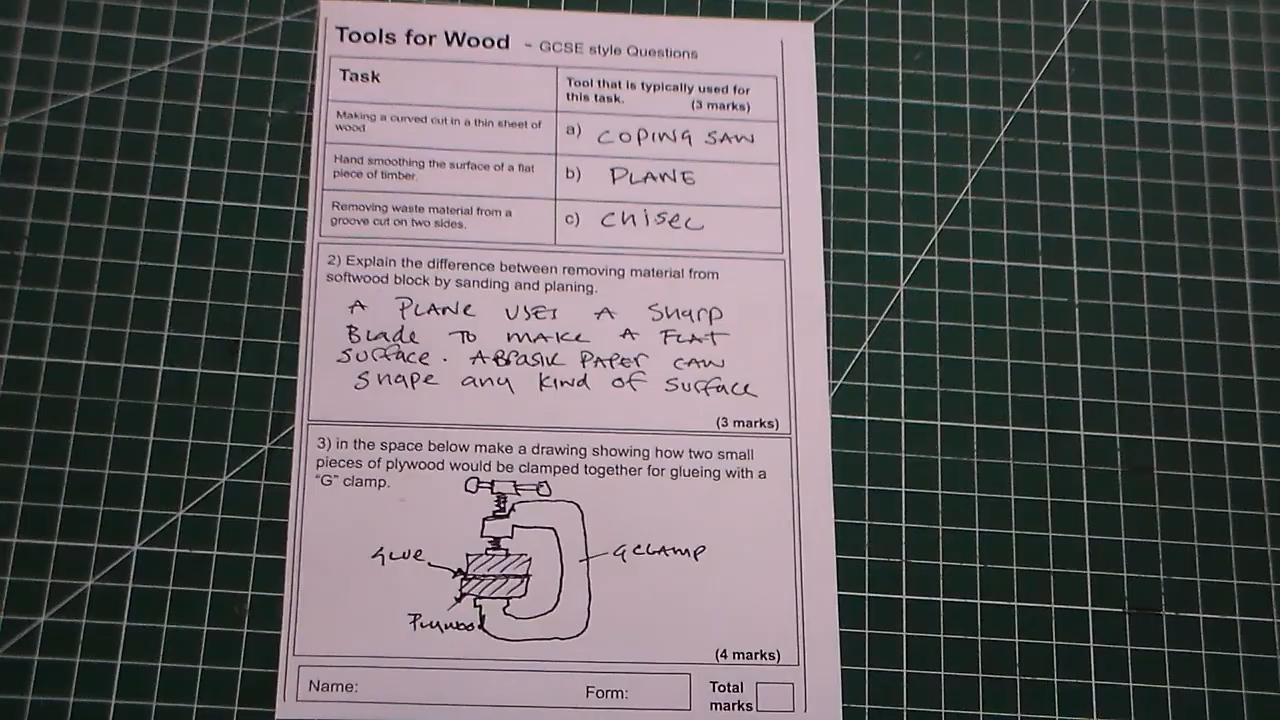 Tools for Wood - GCSE style Questions
Task
Tool that is typically used for
this task. (3 marks)
Making a curved cut in a thin sheet of
wood
a) COPING SAW
Hand smoothing the surface of a flat
piece of timber.
b) PLANE
Removing waste material from a
groove cut on two sides.
c) Chisel
2) Explain the difference between removing material from
softwood block by sanding and planing.
A PLANE USES A SHarp
Blade TO MAKE A FLAT
SUrface. ABRASIVE PAPER CAN
SHape any KIND OF SUrface
(3 marks)
3) in the space below make a drawing showing how two small
pieces of plywood would be clamped together for glueing with a
"G" clamp.
GLUE
G CLAMP
Plywood
(4 marks)
Name:
Form:
Total
marks